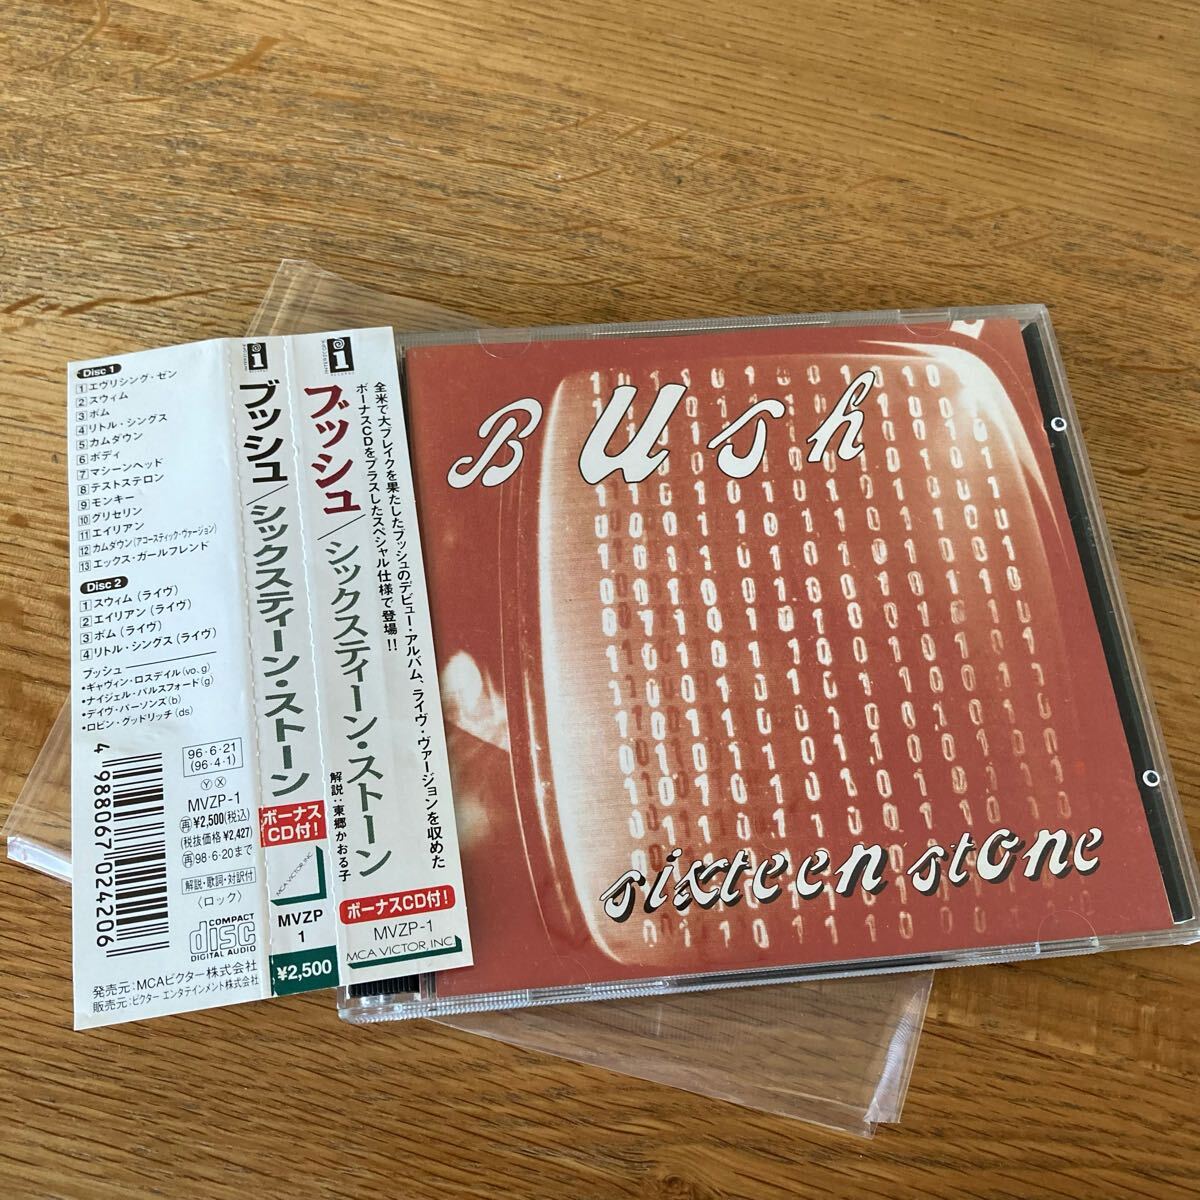 Disc 1
1 エヴリシング・ゼン
2 スウィム
3 ボム
4 リトル・シングス
5 カムダウン
6 ボディ
7 マシーンヘッド
8 テストステロン
9 モンキー
10 グリセリン
11 エイリアン
12 カムダウン(アコースティック・ヴァージョン)
13 エックス・ガールフレンド
Disc 2
1 スウィム (ライヴ)
2 エイリアン (ライヴ)
3 ボム (ライヴ)
4 リトル・シングス (ライヴ)
ブッシュ
•ギャヴィン・ロスデイル(vo. g)
•ナイジェル・パルスフォード(g)
•デイヴ・パーソンズ(b)
•ロビン・グッドリッチ(ds)
4 988067 024206
96・6・21
(96・4・1)
Ⓨ Ⓧ
MVZP-1
再 ¥2,500(税込)
(税抜価格 ¥2,427)
再 98・6・20まで
解説・歌詞・対訳付
〈ロック〉
COMPACT
disc
DIGITAL AUDIO
発売元:MCAビクター株式会社
販売元:ビクター エンタテインメント株式会社
i
ブッシュ/シックスティーン・ストーン
ボーナスCD付!
MCA VICTOR, INC
MVZP
1
¥2,500
i
ブッシュ/シックスティーン・ストーン
全米で大ブレイクを果たしたブッシュのデビュー・アルバム、ライヴ・ヴァージョンを収めた
ボーナスCDをプラスしたスペシャル仕様で登場!!
解説:東郷かおる子
ボーナスCD付!
MVZP-1
MCA VICTOR, INC
Bush
sixteen stone